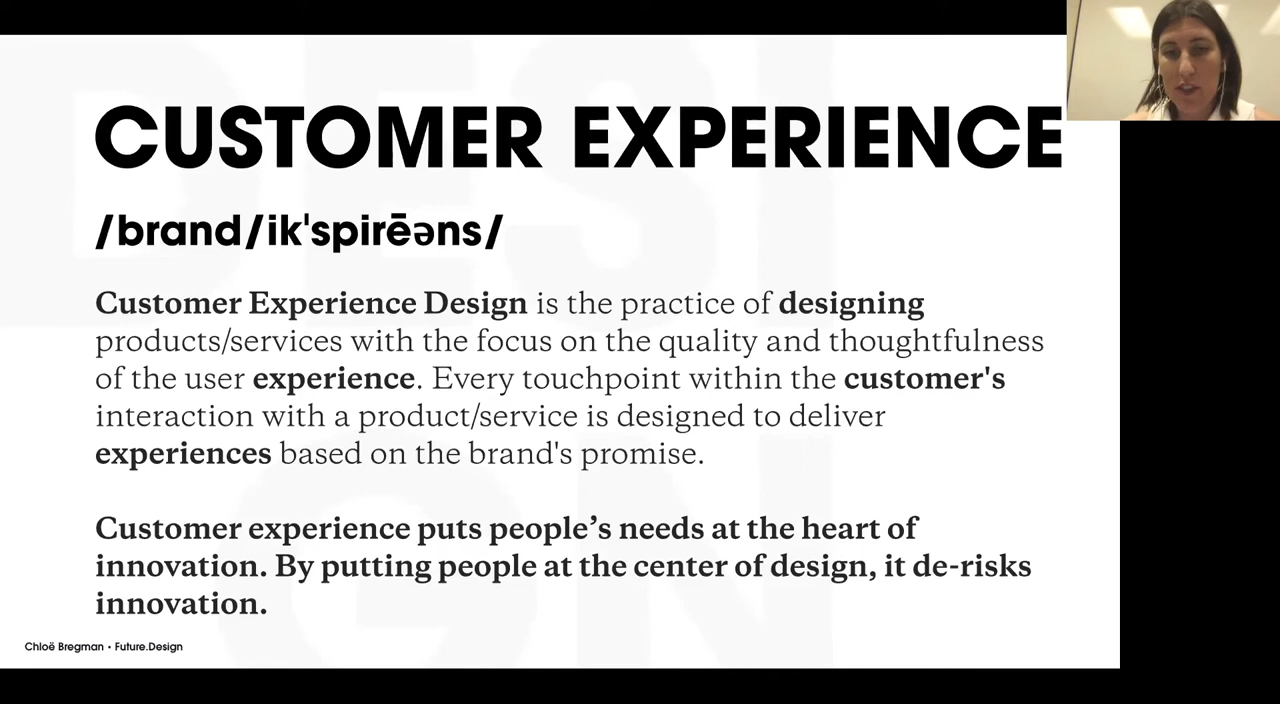 CUSTOMER EXPERIENCE
/brand/ikˈspirēəns/
Customer Experience Design is the practice of designing
products/services with the focus on the quality and thoughtfulness
of the user experience. Every touchpoint within the customer's
interaction with a product/service is designed to deliver
experiences based on the brand's promise.
Customer experience puts people’s needs at the heart of
innovation. By putting people at the center of design, it de-risks
innovation.
Chloë Bregman • Future.Design